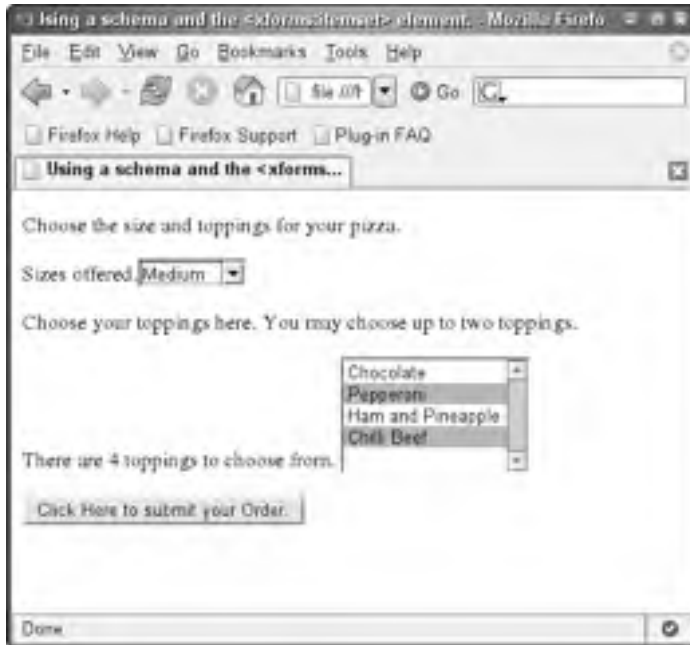 Using a schema and the <xforms:itemset> element. - Mozilla Firefo
File Edit View Go Bookmarks Tools Help
file:/// Go G
Firefox Help Firefox Support Plug-in FAQ
Using a schema and the <xforms...
Choose the size and toppings for your pizza.
Sizes offered. Medium
Choose your toppings here. You may choose up to two toppings.
Chocolate
Pepperoni
Ham and Pineapple
Chilli Beef
There are 4 toppings to choose from.
Click Here to submit your Order.
Done